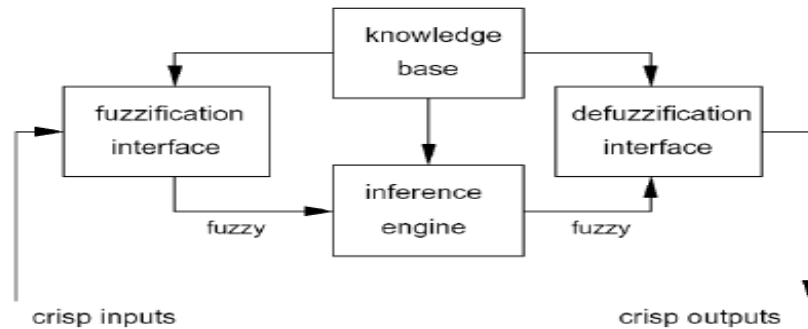 knowledge
base
fuzzification
interface
defuzzification
interface
inference
engine
fuzzy
fuzzy
crisp inputs
crisp outputs